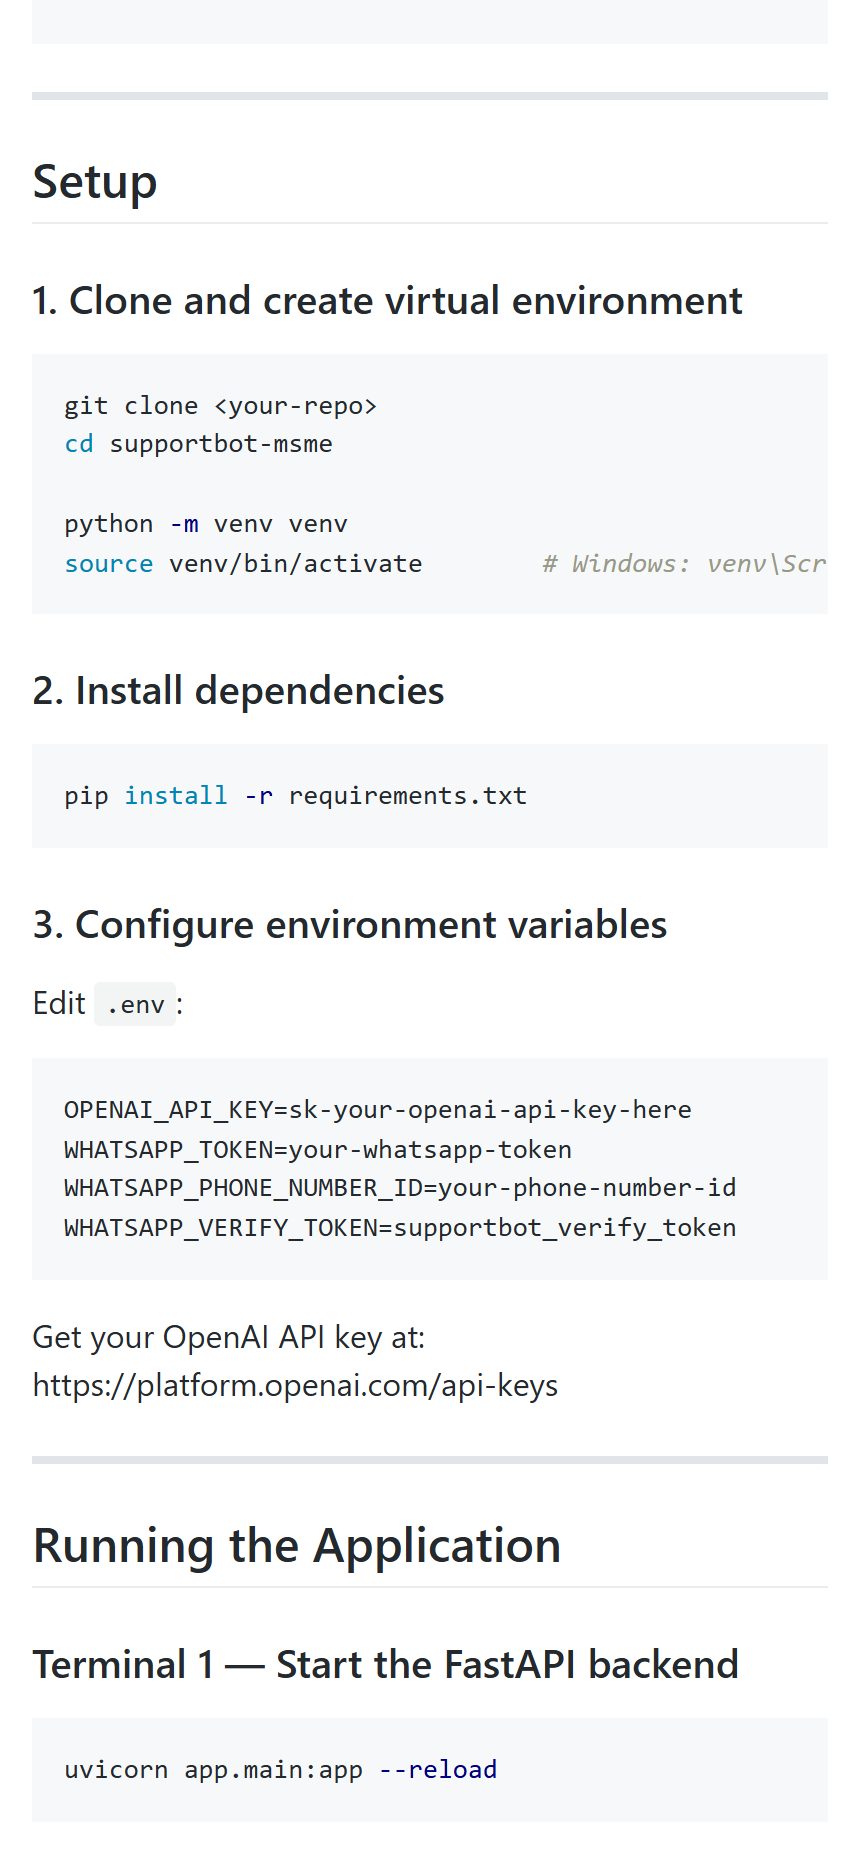 Setup
1. Clone and create virtual environment
git clone <your-repo>
cd supportbot-msme
python -m venv venv
source venv/bin/activate # Windows: venv\Scr
2. Install dependencies
pip install -r requirements.txt
3. Configure environment variables
Edit .env:
OPENAI_API_KEY=sk-your-openai-api-key-here
WHATSAPP_TOKEN=your-whatsapp-token
WHATSAPP_PHONE_NUMBER_ID=your-phone-number-id
WHATSAPP_VERIFY_TOKEN=supportbot_verify_token
Get your OpenAI API key at:
https://platform.openai.com/api-keys
Running the Application
Terminal 1 — Start the FastAPI backend
uvicorn app.main:app --reload